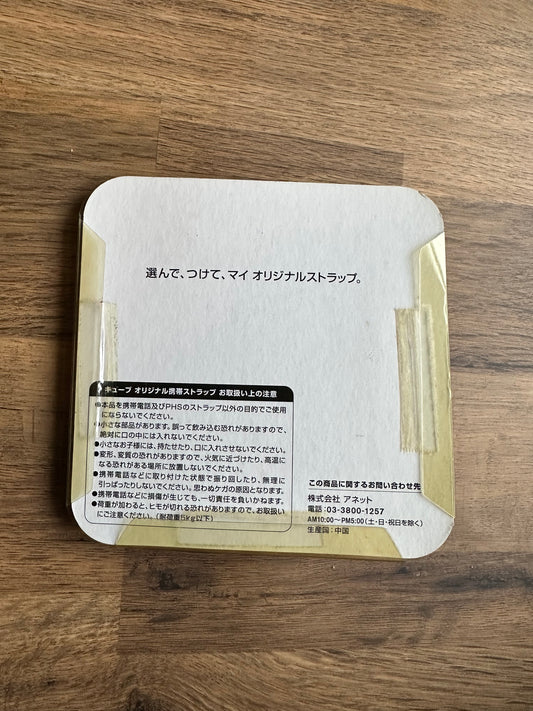 選んで、つけて、マイ オリジナルストラップ。
キューブ オリジナル携帯ストラップ お取扱い上の注意
●本品を携帯電話及びPHSのストラップ以外の目的でご使用
にならないでください。
●小さな部品があります。誤って飲み込む恐れがありますので、
絶対に口の中には入れないでください。
●小さなお子様には、持たせたり、口に入れさせないでください。
●変形、変質の恐れがありますので、火気に近づけたり、高温に
なる恐れがある場所に放置しないでください。
●携帯電話などに取り付けた状態で振り回したり、無理に
引っぱったりしないでください。思わぬケガの原因となります。
●携帯電話などに損傷が生じても、一切責任を負いかねます。
●荷重が加わると、ヒモが切れる恐れがありますので、お取扱い
にご注意ください。(耐荷重5kg以下)
この商品に関するお問い合わせ先
株式会社 アネット
電話:03-3800-1257
AM10:00〜PM5:00(土・日・祝日を除く)
生産国:中国